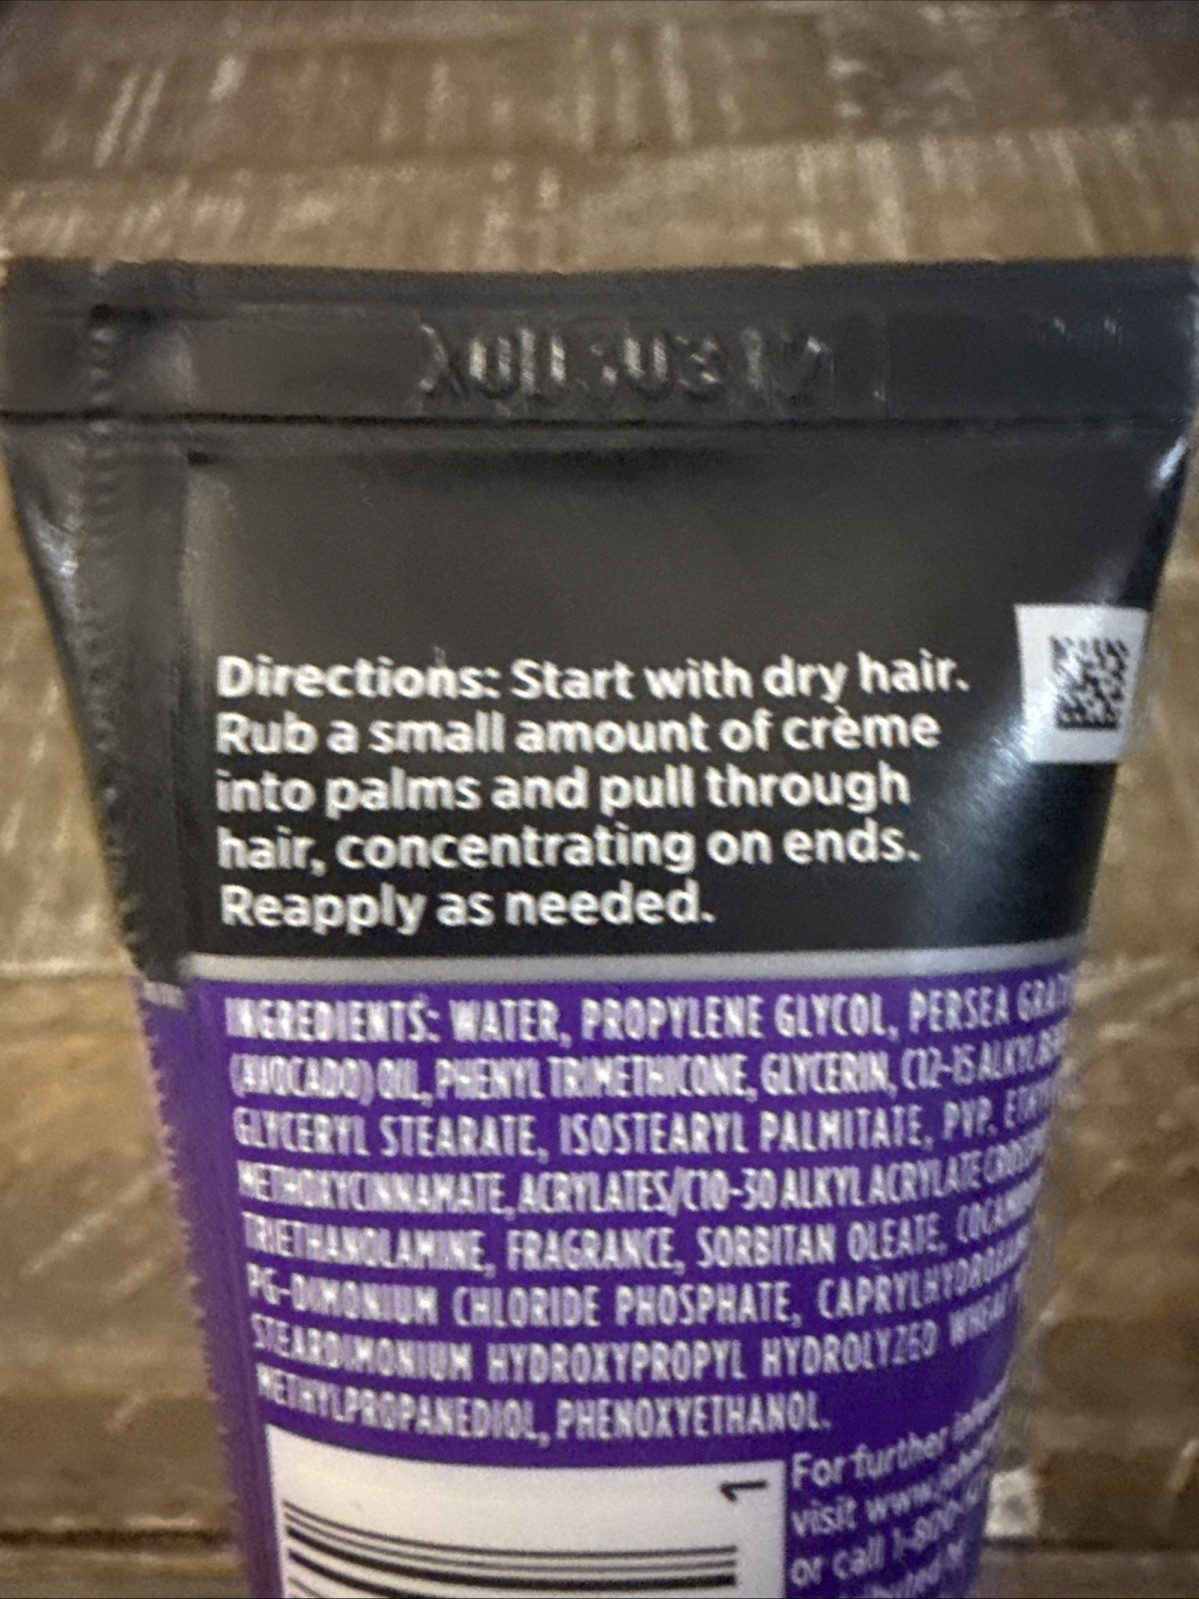 Directions: Start with dry hair.
Rub a small amount of crème
into palms and pull through
hair, concentrating on ends.
Reapply as needed.
INGREDIENTS: WATER, PROPYLENE GLYCOL, PERSEA
(AVOCADO) OIL, PHENYL TRIMETHICONE, GLYCERIN, C12-15 ALKYL
GLYCERYL STEARATE, ISOSTEARYL PALMITATE, PVP,
METHOXYCINNAMATE, ACRYLATES/C10-30 ALKYL ACRYLATE
TRIETHANOLAMINE, FRAGRANCE, SORBITAN OLEATE,
PG-DIMONIUM CHLORIDE PHOSPHATE,
STEARDIMONIUM HYDROXYPROPYL HYDROLYZED WHEAT
METHYLPROPANEDIOL, PHENOXYETHANOL.
1
For further
visit
or call